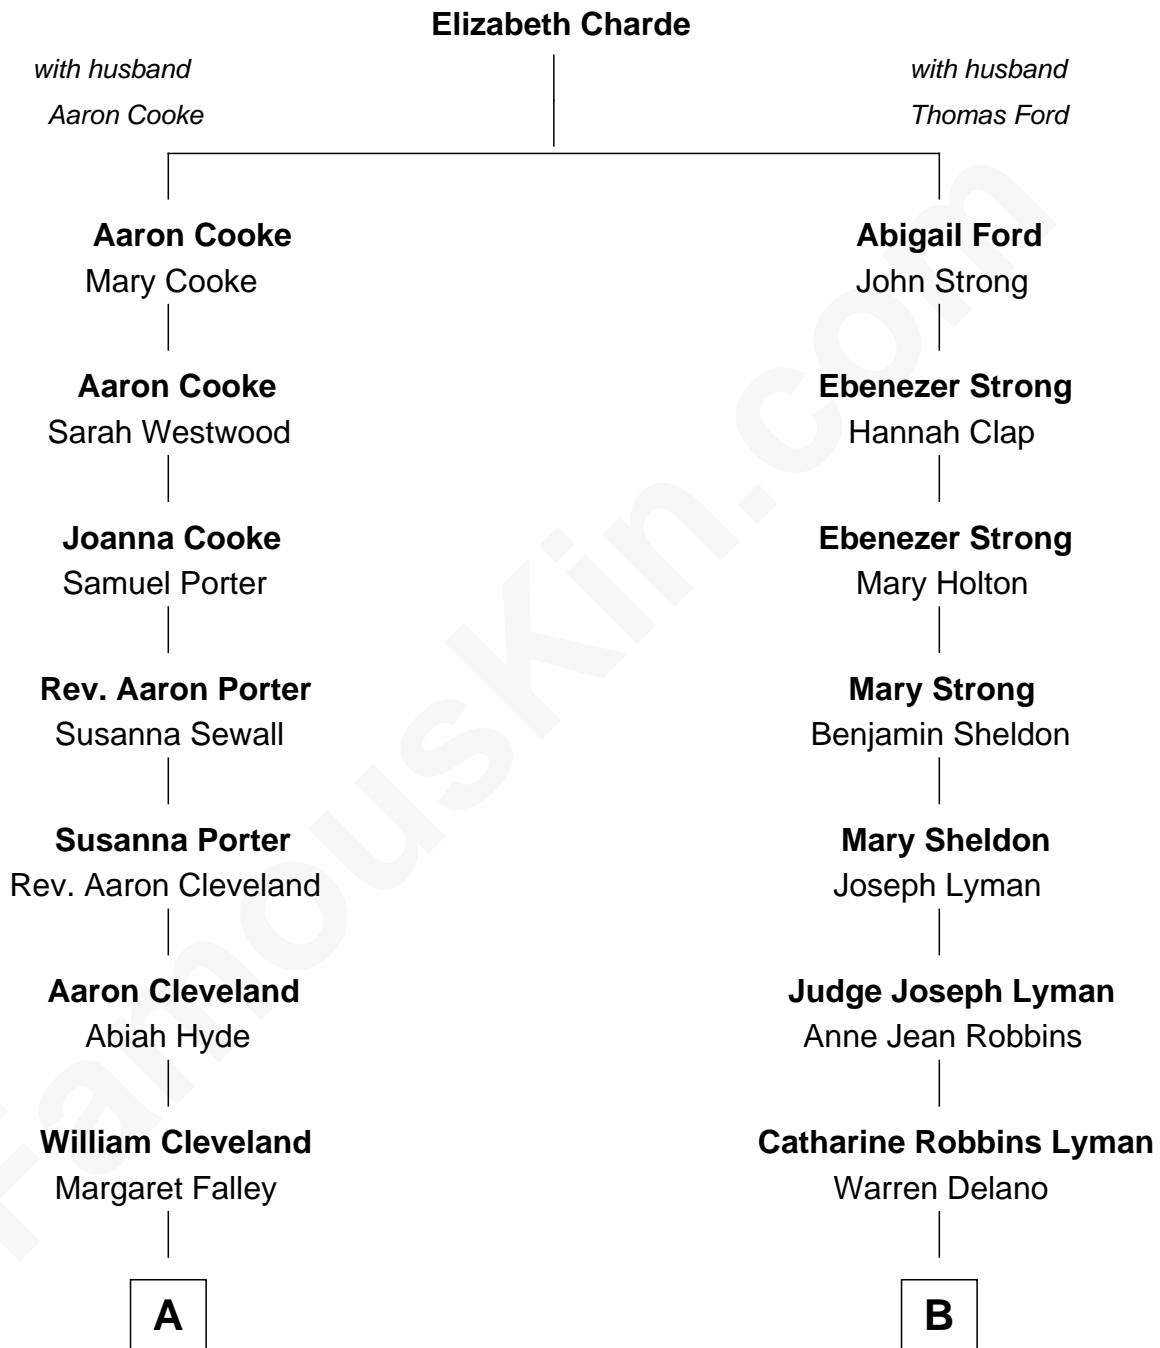 Elizabeth Charde
with husband
Aaron Cooke
with husband
Thomas Ford
Aaron Cooke
Mary Cooke
Abigail Ford
John Strong
Aaron Cooke
Sarah Westwood
Ebenezer Strong
Hannah Clap
Joanna Cooke
Samuel Porter
Ebenezer Strong
Mary Holton
Rev. Aaron Porter
Susanna Sewall
Mary Strong
Benjamin Sheldon
Susanna Porter
Rev. Aaron Cleveland
Mary Sheldon
Joseph Lyman
Aaron Cleveland
Abiah Hyde
Judge Joseph Lyman
Anne Jean Robbins
William Cleveland
Margaret Falley
Catharine Robbins Lyman
Warren Delano
A
B
FamousKin.com